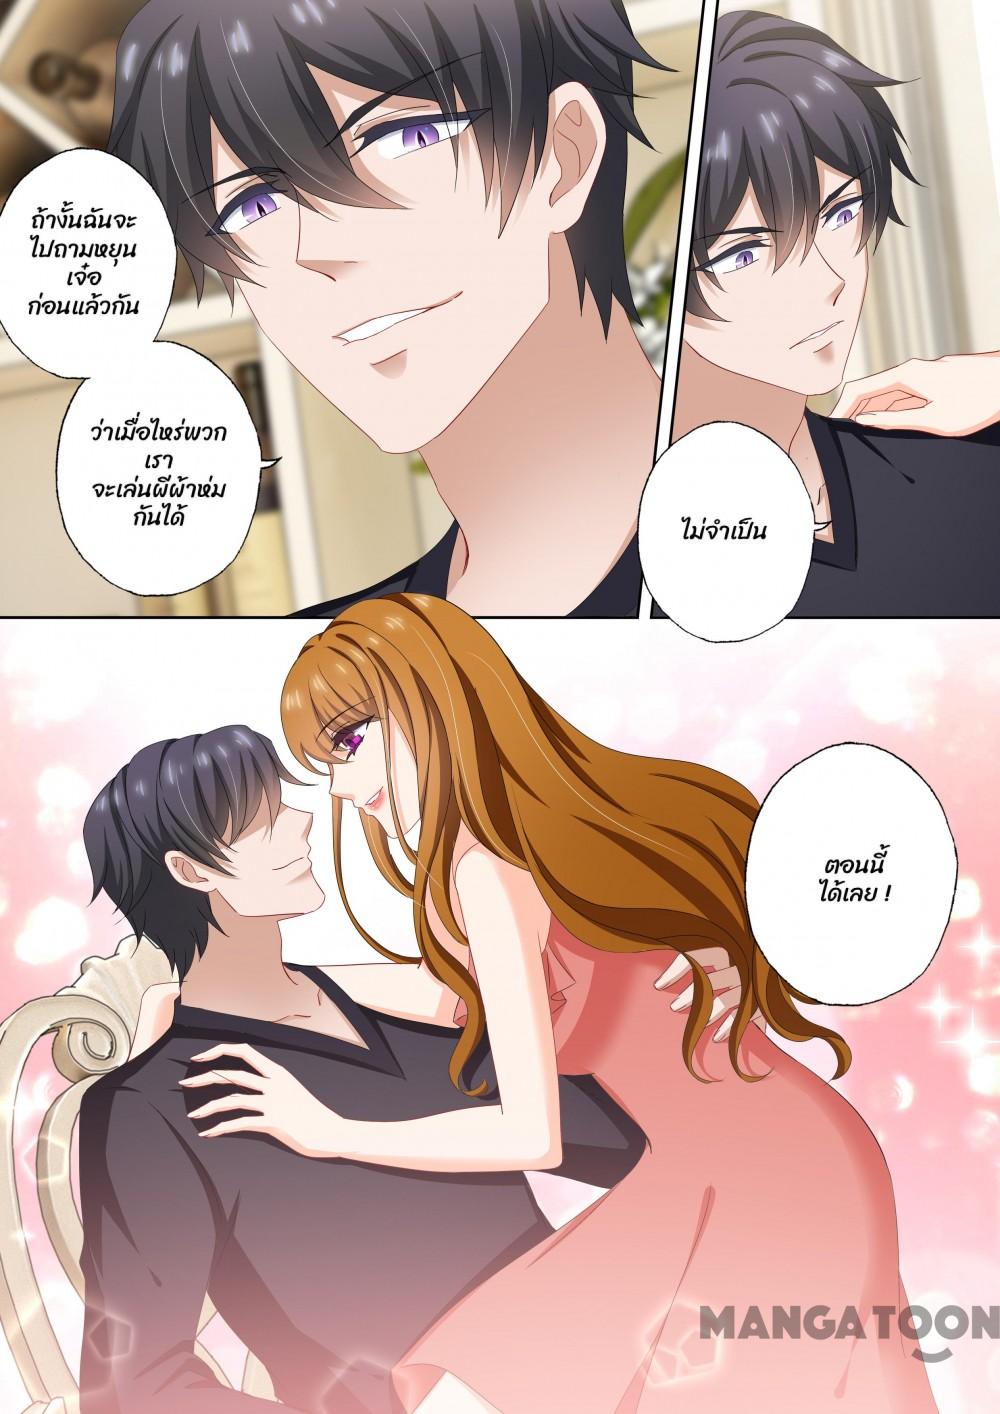 ถ้างั้นฉันจะ
ไปถามหยุน
เจ๋อ
ก่อนแล้วกัน
ว่าเมื่อไหร่พวก
เรา
จะเล่นผีผ้าห่ม
กันได้
ไม่จำเป็น
ตอนนี้
ได้เลย !
MANGATOON